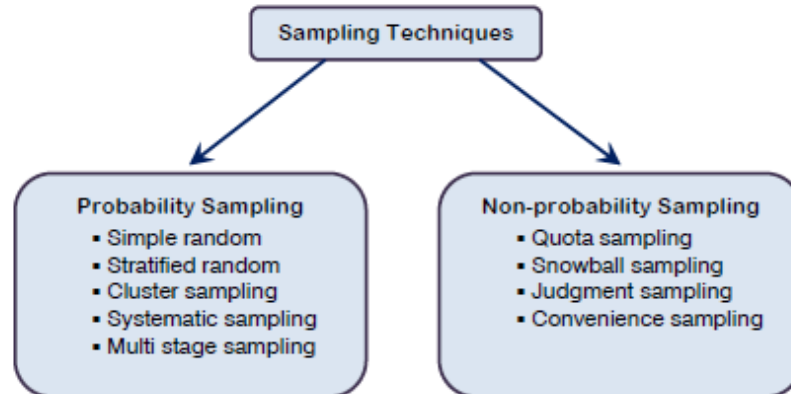 Sampling Techniques
Probability Sampling
▪ Simple random
▪ Stratified random
▪ Cluster sampling
▪ Systematic sampling
▪ Multi stage sampling
Non-probability Sampling
▪ Quota sampling
▪ Snowball sampling
▪ Judgment sampling
▪ Convenience sampling